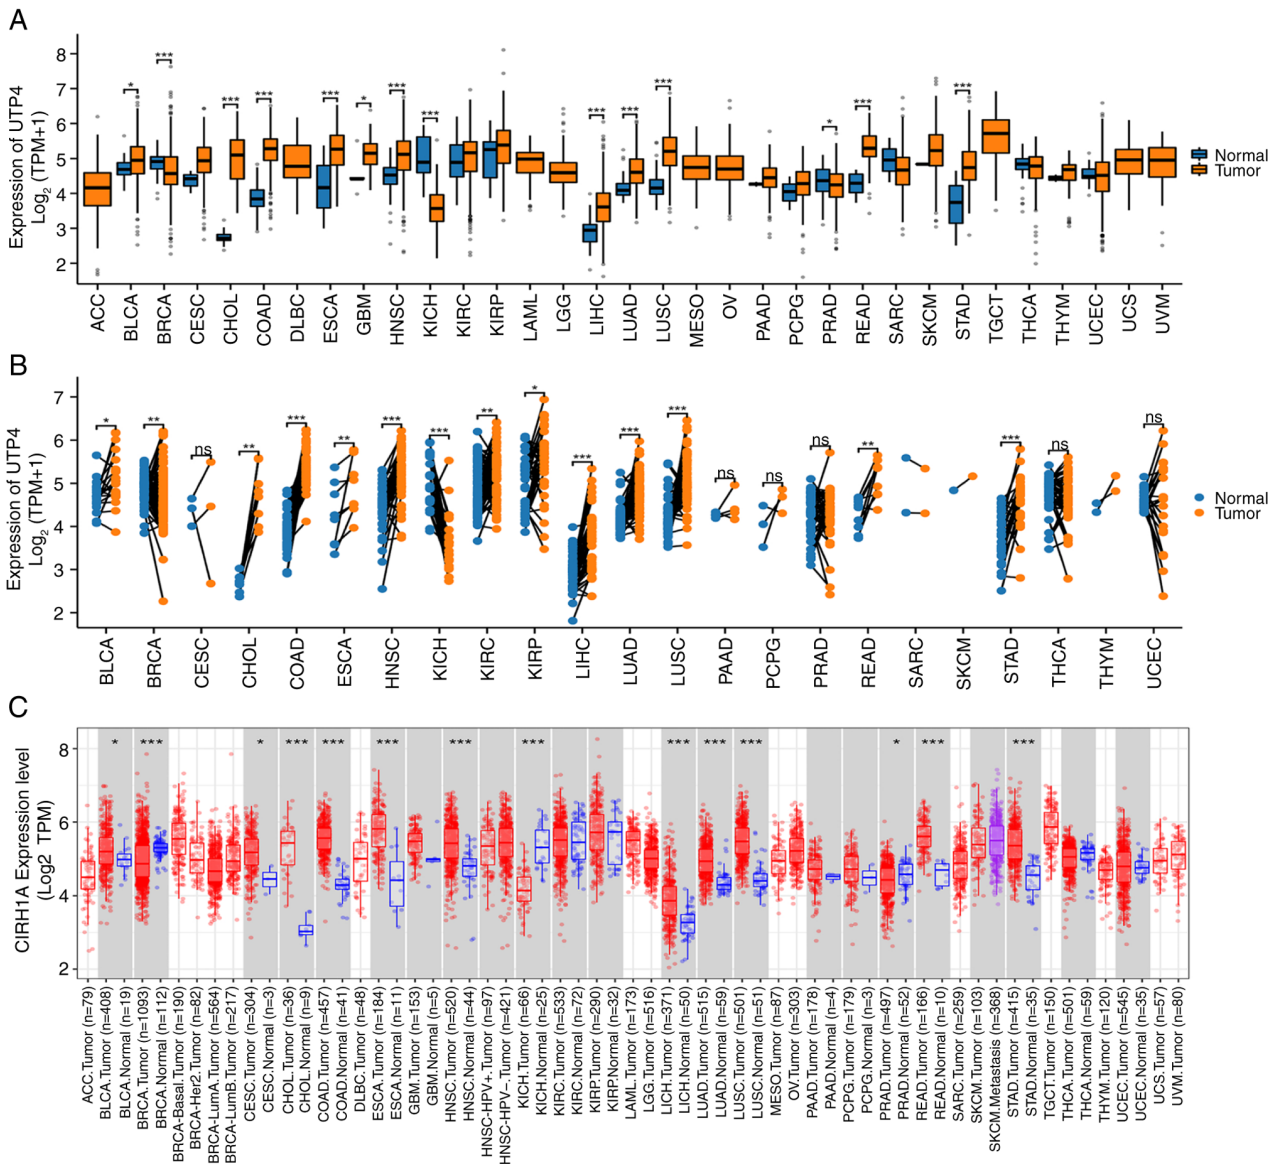 A
Expression of UTP4
Log2 (TPM+1)
8
7
6
5
4
3
2
* *** *** *** *** * *** *** *** *** *** * *** ***
Normal
Tumor
ACC BLCA BRCA CESC CHOL COAD DLBC ESCA GBM HNSC KICH KIRC KIRP LAML LGG LIHC LUAD LUSC MESO OV PAAD PCPG PRAD READ SARC SKCM STAD TGCT THCA THYM UCEC UCS UVM
B
Expression of UTP4
Log2 (TPM+1)
7
6
5
4
3
2
* ** ns ** *** ** *** *** ** * *** *** *** ns ns ns ** *** ns ns
Normal
Tumor
BLCA BRCA CESC CHOL COAD ESCA HNSC KICH KIRC KIRP LIHC LUAD LUSC PAAD PCPG PRAD READ SARC SKCM STAD THCA THYM UCEC
C
CIRH1A Expression level
(Log2 TPM)
8
6
4
2
* *** * *** *** *** *** *** *** *** *** * *** ***
ACC.Tumor (n=79)
BLCA.Tumor (n=408)
BLCA.Normal (n=19)
BRCA.Tumor (n=1093)
BRCA.Normal (n=112)
BRCA-Basal.Tumor (n=190)
BRCA-Her2.Tumor (n=82)
BRCA-LumA.Tumor (n=564)
BRCA-LumB.Tumor (n=217)
CESC.Tumor (n=304)
CESC.Normal (n=3)
CHOL.Tumor (n=36)
CHOL.Normal (n=9)
COAD.Tumor (n=457)
COAD.Normal (n=41)
DLBC.Tumor (n=48)
ESCA.Tumor (n=184)
ESCA.Normal (n=11)
GBM.Tumor (n=153)
GBM.Normal (n=5)
HNSC.Tumor (n=520)
HNSC.Normal (n=44)
HNSC-HPV+.Tumor (n=97)
HNSC-HPV-.Tumor (n=421)
KICH.Tumor (n=66)
KICH.Normal (n=25)
KIRC.Tumor (n=533)
KIRC.Normal (n=72)
KIRP.Tumor (n=290)
KIRPNormal (n=32)
LAML.Tumor (n=173)
LGG.Tumor (n=516)
LICH.Tumor (n=371)
LICH.Normal (n=50)
LUAD.Tumor (n=515)
LUAD.Normal (n=59)
LUSC.Tumor (n=501)
LUSC.Normal (n=51)
MESO.Tumor (n=87)
OV.Tumor (n=303)
PAAD.Tumor (n=178)
PAAD.Normal (n=4)
PCPG.Tumor (n=179)
PCPG.Normal (n=3)
PRAD.Tumor (n=497)
PRAD.Normal (n=52)
READ.Tumor (n=166)
READ.Normal (n=10)
SARC.Tumor (n=259)
SKCM.Tumor (n=103)
SKCM.Metastasis (n=368)
STAD.Tumor (n=415)
STAD.Normal (n=35)
TGCT.Tumor (n=150)
THCA.Tumor (n=501)
THCA.Normal (n=59)
THYM.Tumor (n=120)
UCEC.Tumor (n=545)
UCEC.Normal (n=35)
UCS.Tumor (n=57)
UVM.Tumor (n=80)